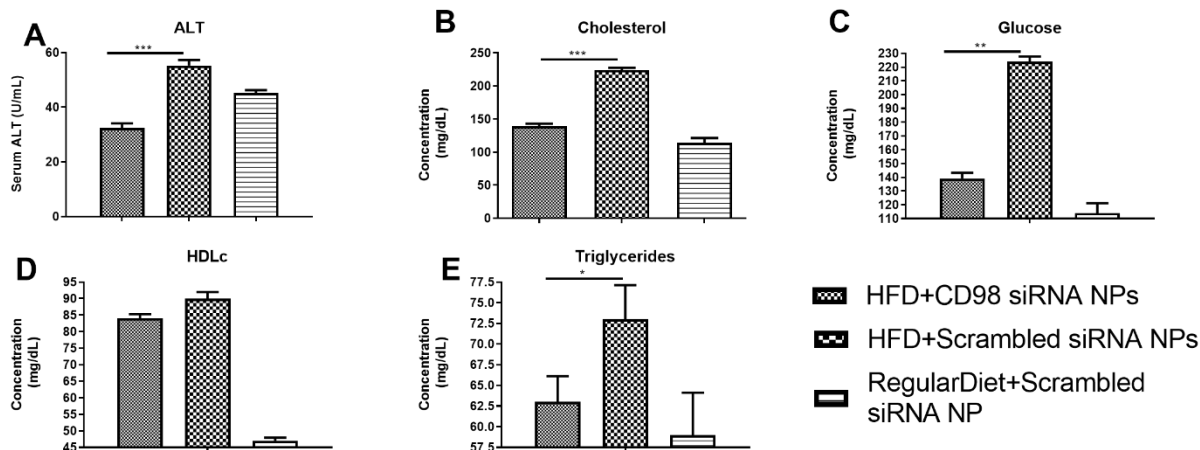 A
ALT
***
Serum ALT (U/mL)
60
40
20
0
B
Cholesterol
***
Concentration
(mg/dL)
250
200
150
100
50
0
C
Glucose
**
Concentration
(mg/dL)
230
220
210
200
190
180
170
160
150
140
130
120
110
D
HDLc
Concentration
(mg/dL)
95
90
85
80
75
70
65
60
55
50
45
E
Triglycerides
*
Concentration
(mg/dL)
77.5
75.0
72.5
70.0
67.5
65.0
62.5
60.0
57.5
HFD+CD98 siRNA NPs
HFD+Scrambled siRNA NPs
RegularDiet+Scrambled
siRNA NP